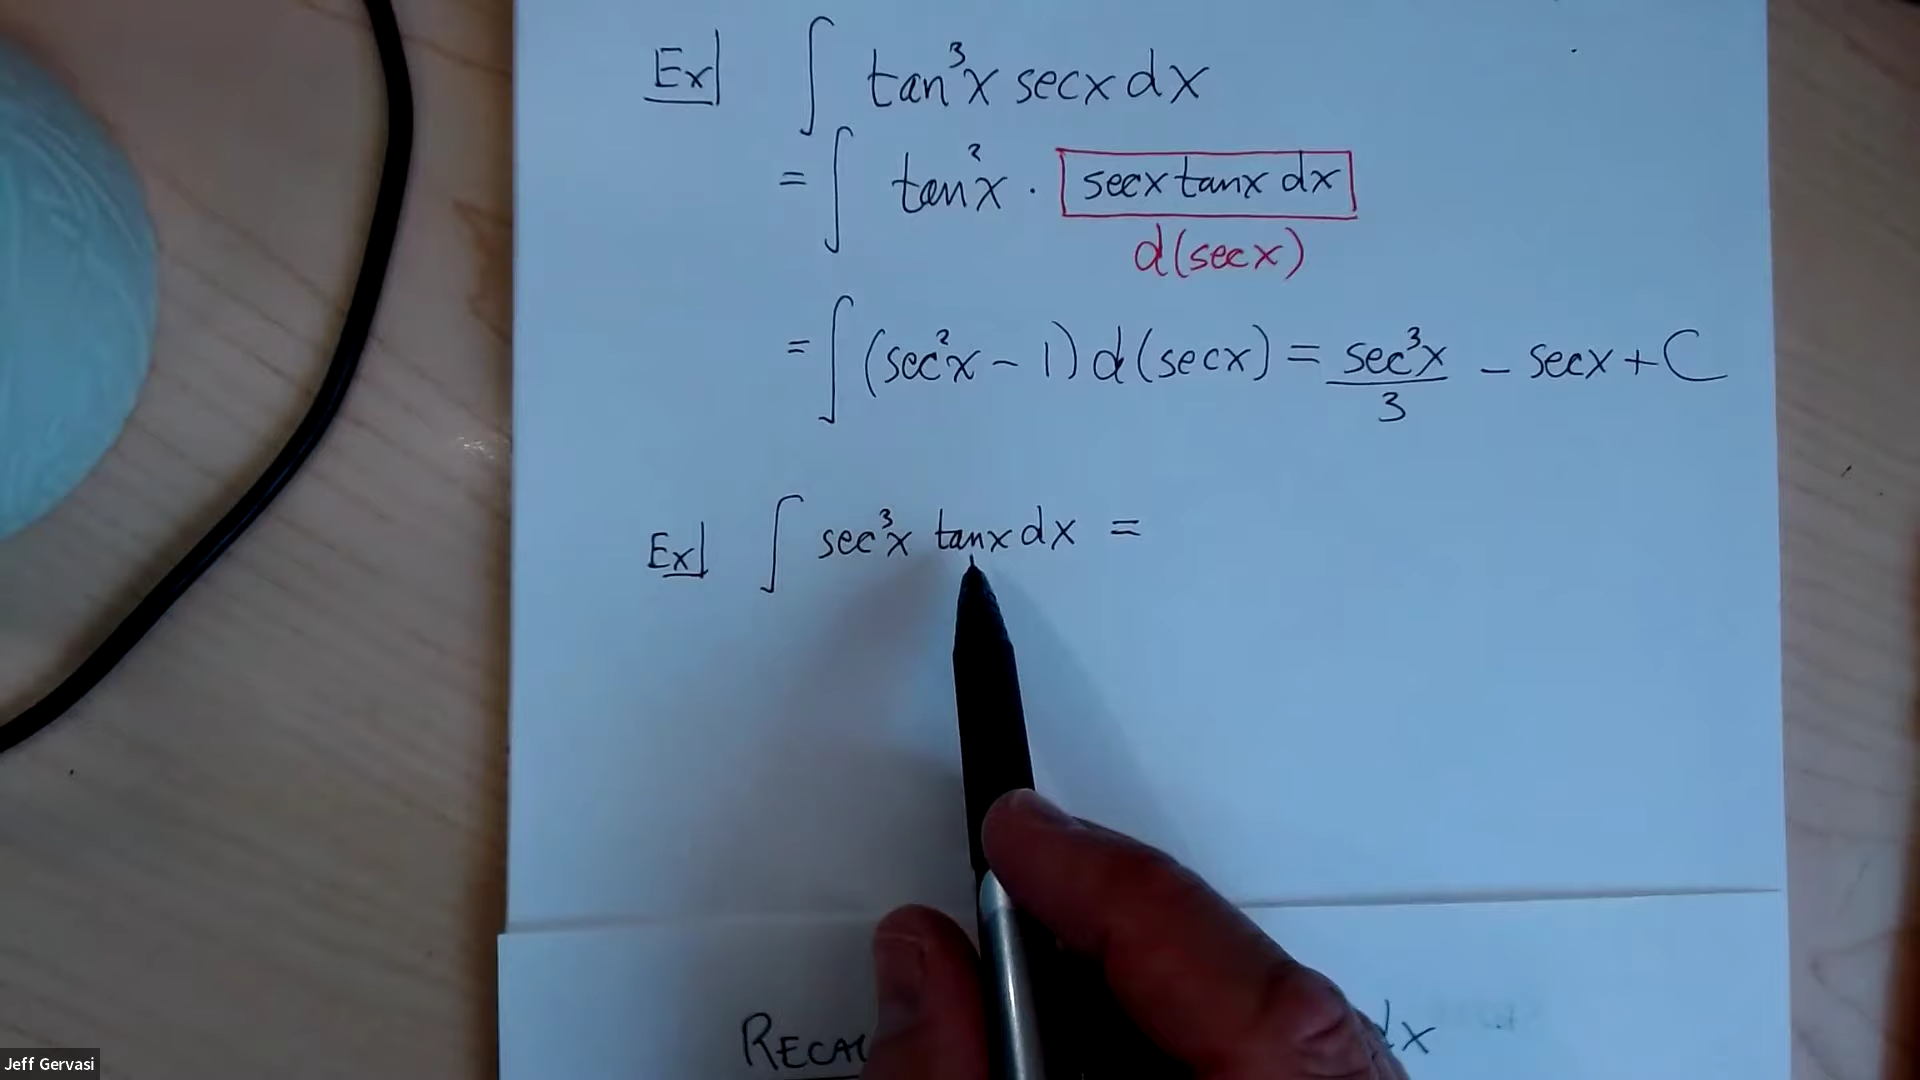 Ex ∫ tan³x secx dx
= ∫ tan²x · secx tanx dx
d(secx)
= ∫ (sec²x - 1) d(secx) = sec³x / 3 - secx + C
Ex ∫ sec³x tanx dx =
dx
Jeff Gervasi